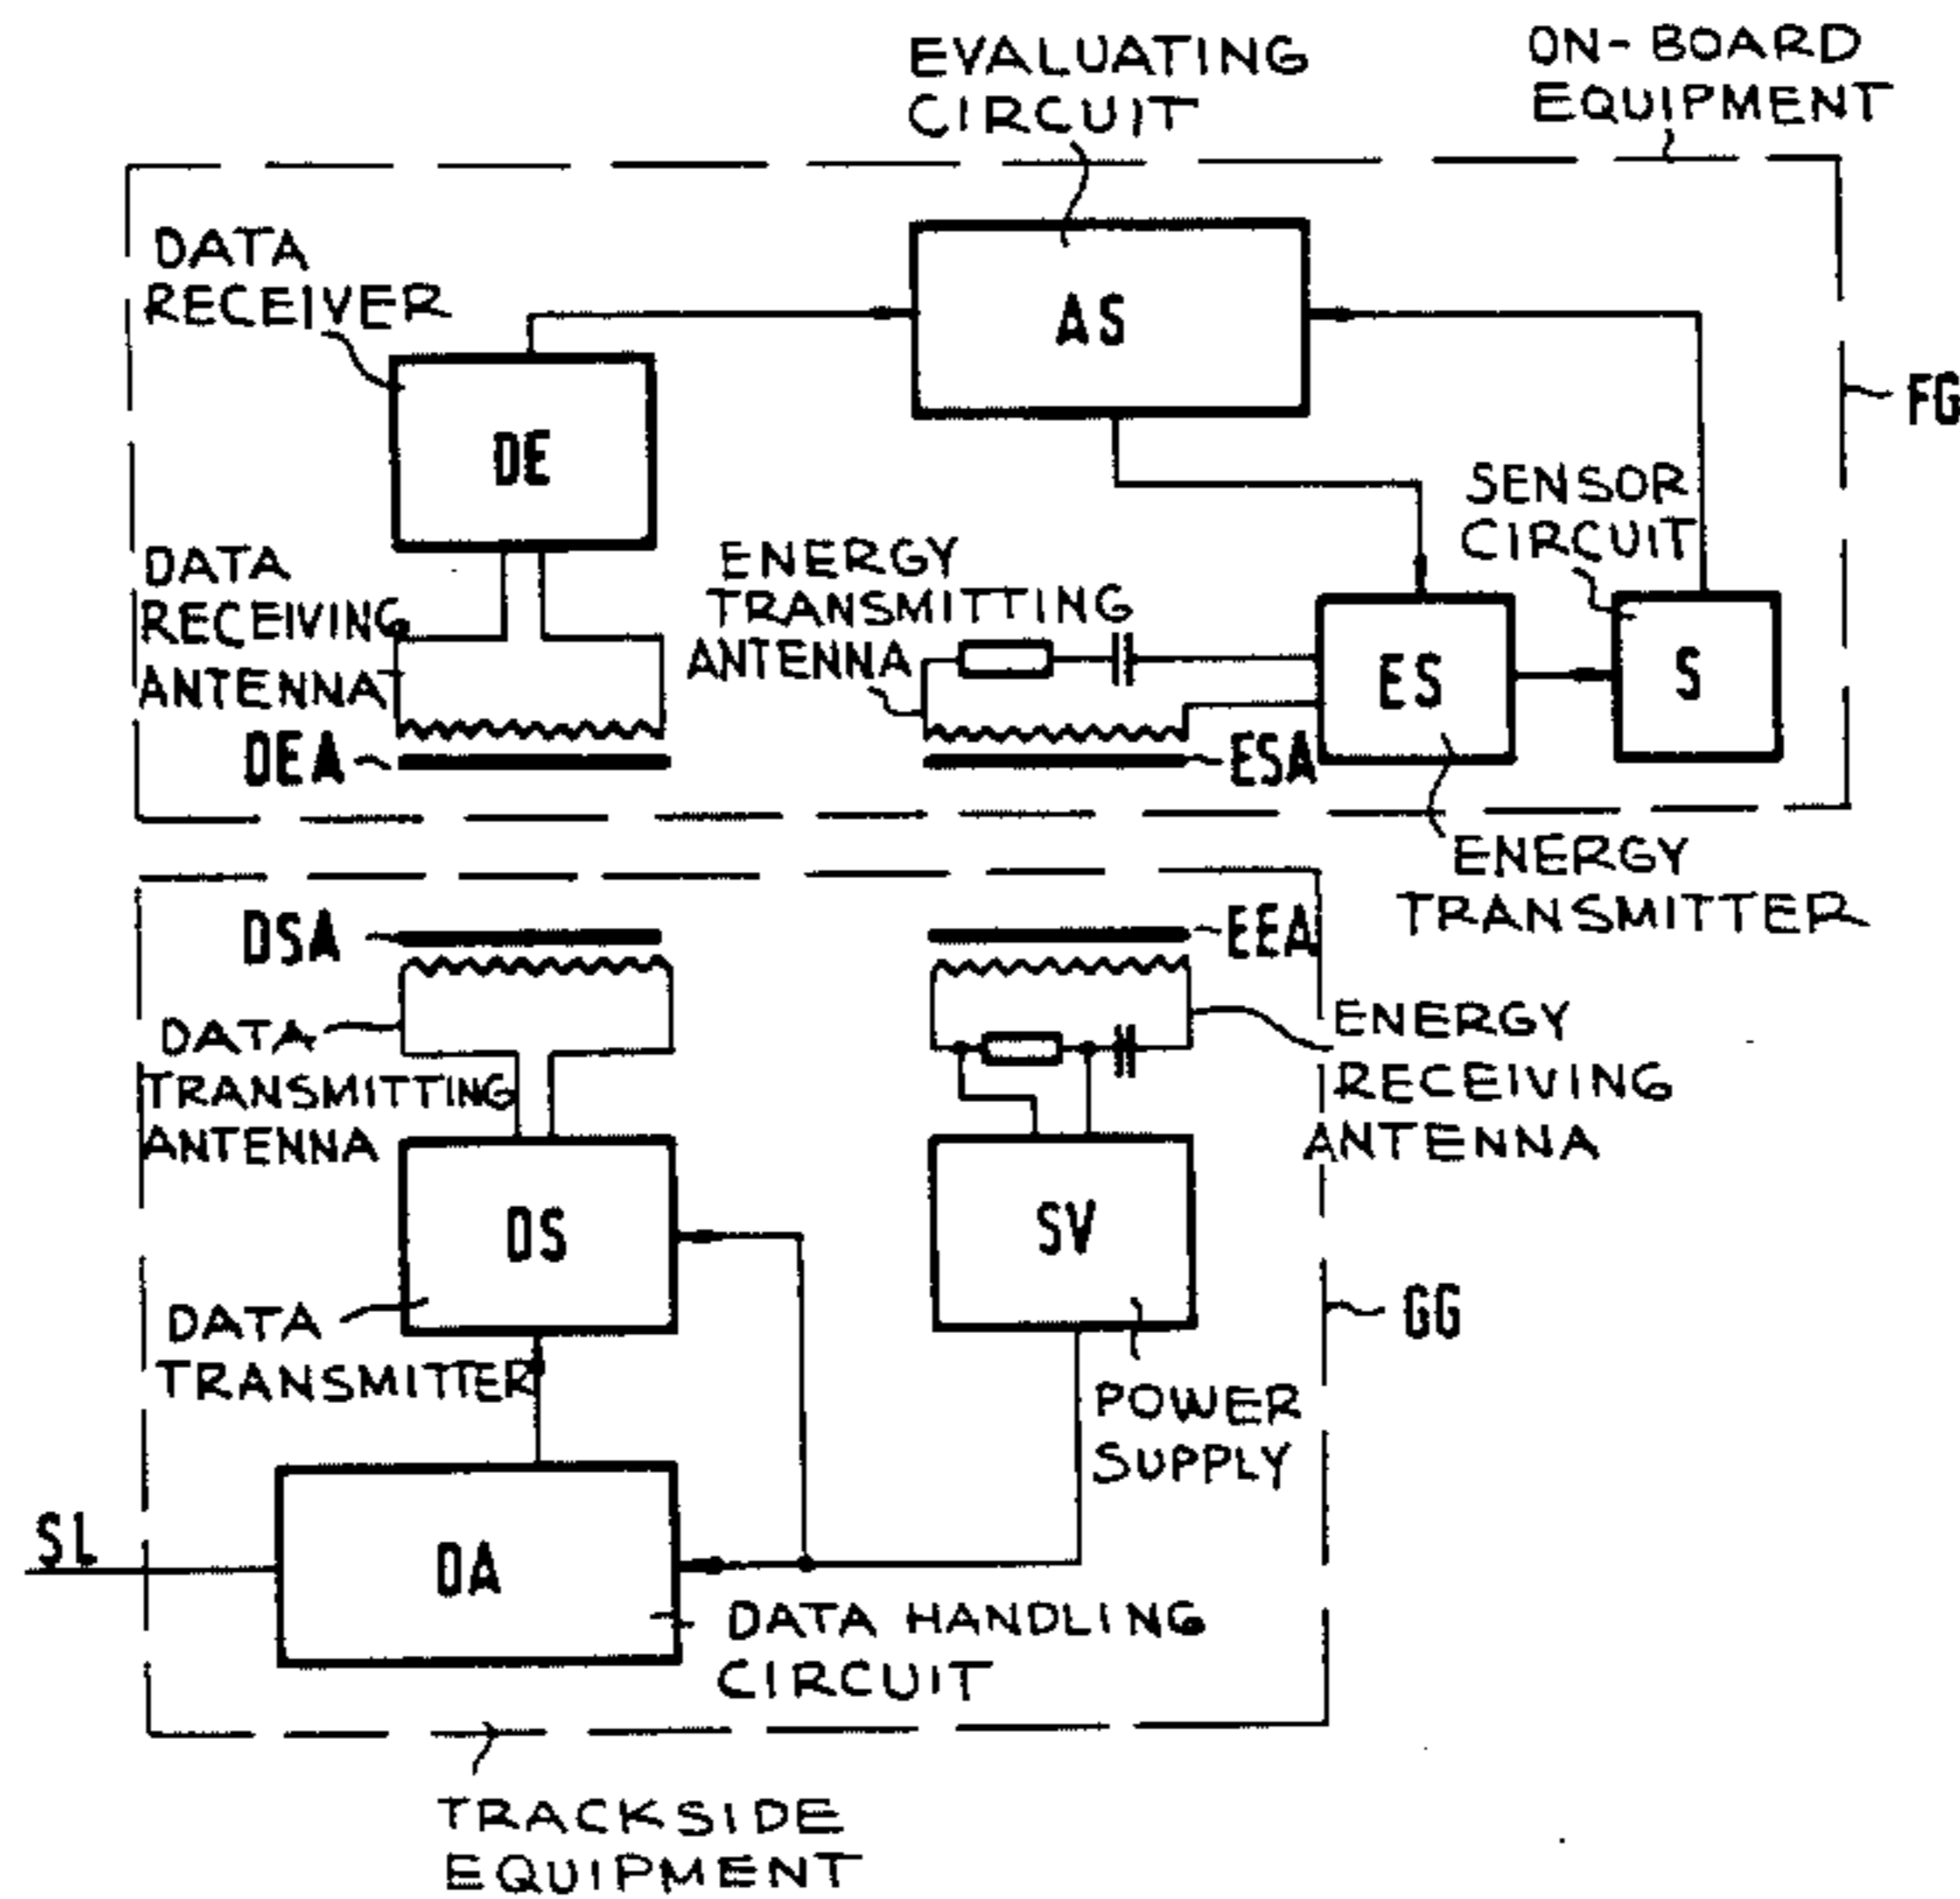 EVALUATING
CIRCUIT
ON-BOARD
EQUIPMENT
DATA
RECEIVER
AS
FG
DE
SENSOR
CIRCUIT
DATA
RECEIVING
ANTENNA
ENERGY
TRANSMITTING
ANTENNA
ES
S
DEA
ESA
ENERGY
TRANSMITTER
DSA
EEA
DATA
TRANSMITTING
ANTENNA
ENERGY
RECEIVING
ANTENNA
DS
SV
GG
DATA
TRANSMITTER
POWER
SUPPLY
SL
DA
DATA HANDLING
CIRCUIT
TRACKSIDE
EQUIPMENT